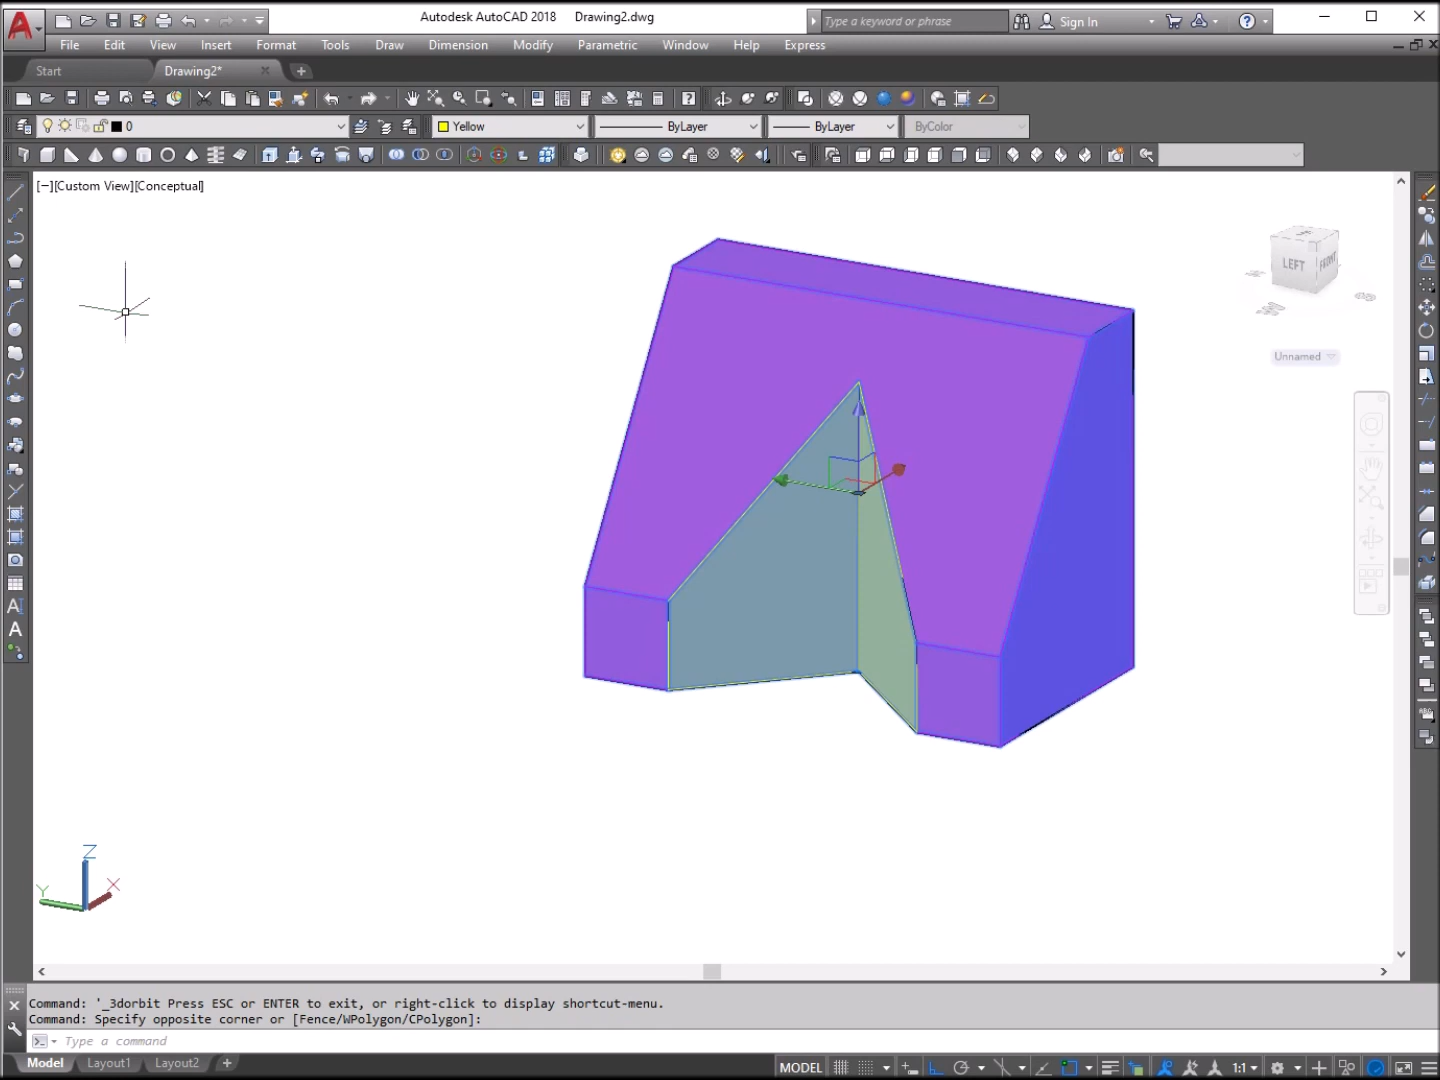 Autodesk AutoCAD 2018 Drawing2.dwg
Type a keyword or phrase
Sign In
File Edit View Insert Format Tools Draw Dimension Modify Parametric Window Help Express
Start
Drawing2*
0
Yellow
ByLayer
ByLayer
ByColor
[−][Custom View][Conceptual]
LEFT
FRONT
Unnamed
Z
Y
X
Command: '_3dorbit Press ESC or ENTER to exit, or right-click to display shortcut-menu.
Command: Specify opposite corner or [Fence/WPolygon/CPolygon]:
Type a command
Model Layout1 Layout2
MODEL
1:1